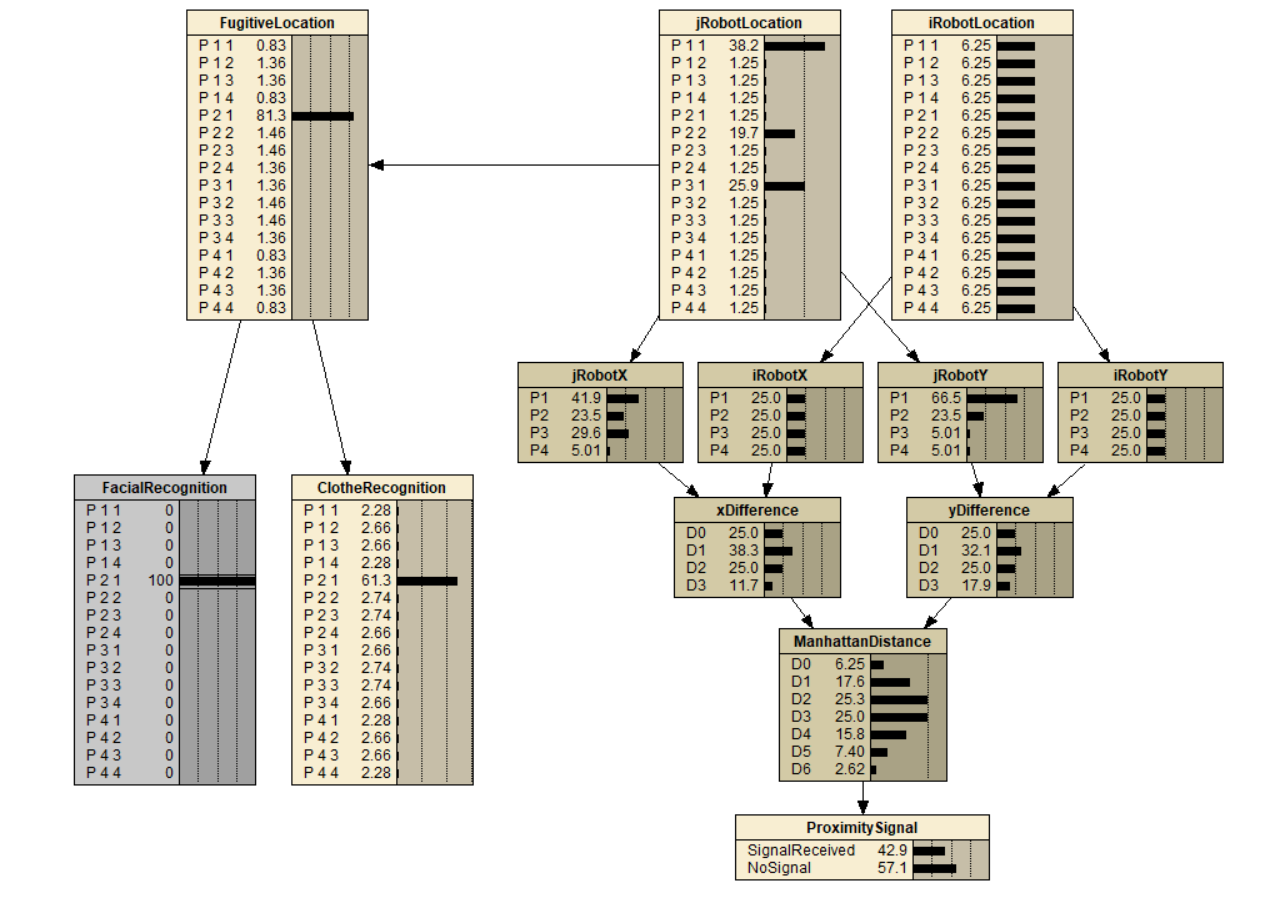 FugitiveLocation
P 1 1 0.83
P 1 2 1.36
P 1 3 1.36
P 1 4 0.83
P 2 1 81.3
P 2 2 1.46
P 2 3 1.46
P 2 4 1.36
P 3 1 1.36
P 3 2 1.46
P 3 3 1.46
P 3 4 1.36
P 4 1 0.83
P 4 2 1.36
P 4 3 1.36
P 4 4 0.83
jRobotLocation
P 1 1 38.2
P 1 2 1.25
P 1 3 1.25
P 1 4 1.25
P 2 1 1.25
P 2 2 19.7
P 2 3 1.25
P 2 4 1.25
P 3 1 25.9
P 3 2 1.25
P 3 3 1.25
P 3 4 1.25
P 4 1 1.25
P 4 2 1.25
P 4 3 1.25
P 4 4 1.25
iRobotLocation
P 1 1 6.25
P 1 2 6.25
P 1 3 6.25
P 1 4 6.25
P 2 1 6.25
P 2 2 6.25
P 2 3 6.25
P 2 4 6.25
P 3 1 6.25
P 3 2 6.25
P 3 3 6.25
P 3 4 6.25
P 4 1 6.25
P 4 2 6.25
P 4 3 6.25
P 4 4 6.25
jRobotX
P1 41.9
P2 23.5
P3 29.6
P4 5.01
iRobotX
P1 25.0
P2 25.0
P3 25.0
P4 25.0
jRobotY
P1 66.5
P2 23.5
P3 5.01
P4 5.01
iRobotY
P1 25.0
P2 25.0
P3 25.0
P4 25.0
FacialRecognition
P 1 1 0
P 1 2 0
P 1 3 0
P 1 4 0
P 2 1 100
P 2 2 0
P 2 3 0
P 2 4 0
P 3 1 0
P 3 2 0
P 3 3 0
P 3 4 0
P 4 1 0
P 4 2 0
P 4 3 0
P 4 4 0
ClotheRecognition
P 1 1 2.28
P 1 2 2.66
P 1 3 2.66
P 1 4 2.28
P 2 1 61.3
P 2 2 2.74
P 2 3 2.74
P 2 4 2.66
P 3 1 2.66
P 3 2 2.74
P 3 3 2.74
P 3 4 2.66
P 4 1 2.28
P 4 2 2.66
P 4 3 2.66
P 4 4 2.28
xDifference
D0 25.0
D1 38.3
D2 25.0
D3 11.7
yDifference
D0 25.0
D1 32.1
D2 25.0
D3 17.9
ManhattanDistance
D0 6.25
D1 17.6
D2 25.3
D3 25.0
D4 15.8
D5 7.40
D6 2.62
ProximitySignal
SignalReceived 42.9
NoSignal 57.1